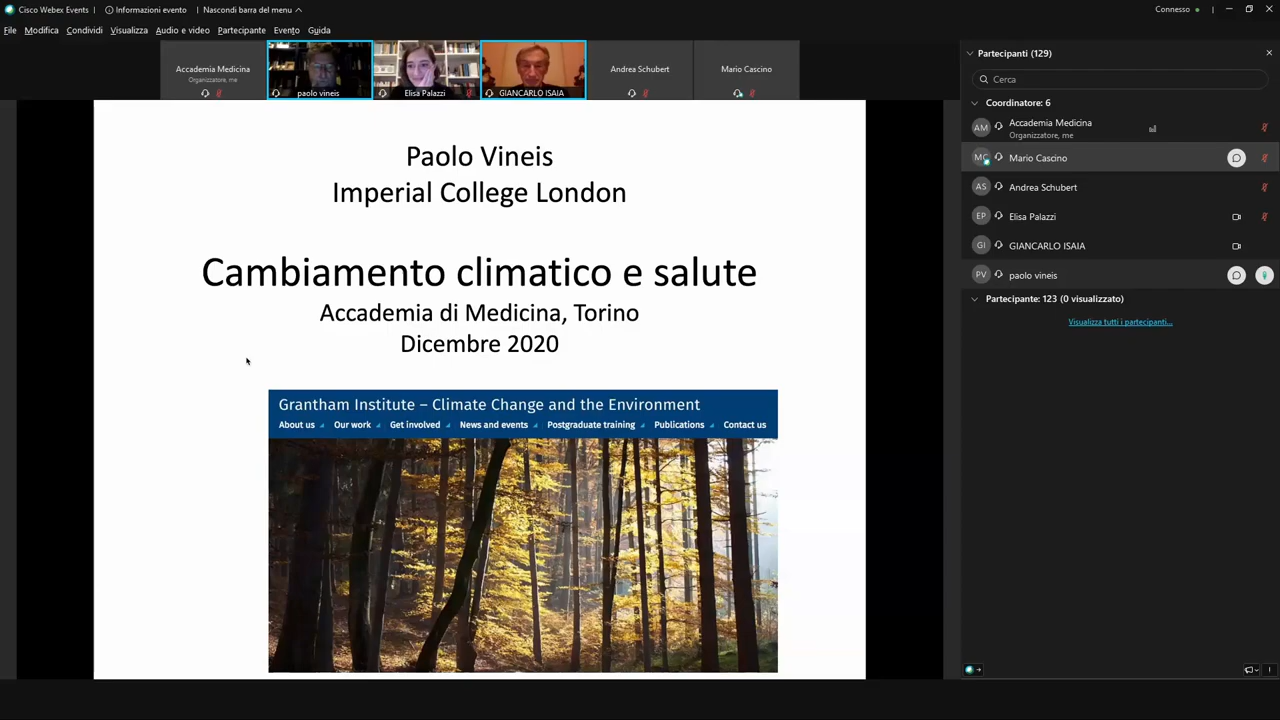 Cisco Webex Events
Informazioni evento
Nascondi barra del menu
Connesso
File Modifica Condividi Visualizza Audio e video Partecipante Evento Guida
Accademia Medicina
Organizzatore, me
paolo vineis
Elisa Palazzi
GIANCARLO ISAIA
Andrea Schubert
Mario Cascino
Paolo Vineis
Imperial College London
Cambiamento climatico e salute
Accademia di Medicina, Torino
Dicembre 2020
Grantham Institute – Climate Change and the Environment
About us Our work Get involved News and events Postgraduate training Publications Contact us
Partecipanti (129)
Cerca
Coordinatore: 6
AM Accademia Medicina
Organizzatore, me
MC Mario Cascino
AS Andrea Schubert
EP Elisa Palazzi
GI GIANCARLO ISAIA
PV paolo vineis
Partecipante: 123 (0 visualizzato)
Visualizza tutti i partecipanti...